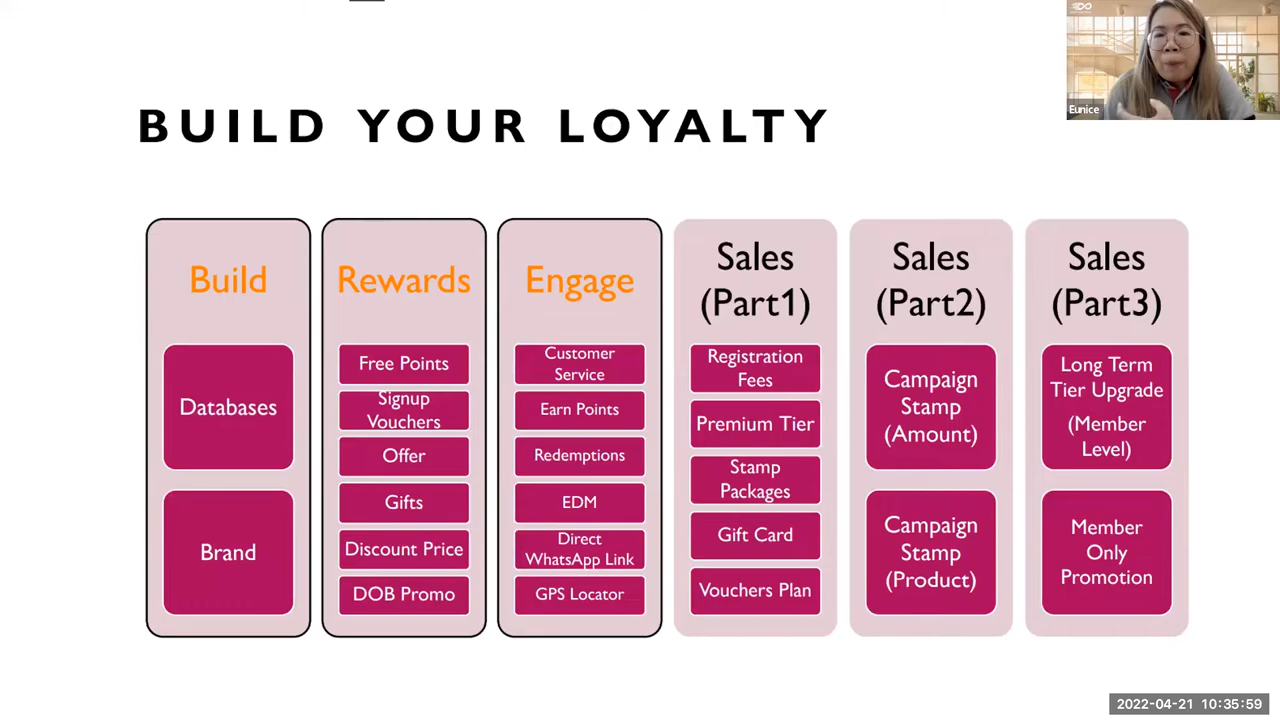 BUILD YOUR LOYALTY
Eunice
Build
Databases
Brand
Rewards
Free Points
Signup
Vouchers
Offer
Gifts
Discount Price
DOB Promo
Engage
Customer
Service
Earn Points
Redemptions
EDM
Direct
WhatsApp Link
GPS Locator
Sales
(Part1)
Registration
Fees
Premium Tier
Stamp
Packages
Gift Card
Vouchers Plan
Sales
(Part2)
Campaign
Stamp
(Amount)
Campaign
Stamp
(Product)
Sales
(Part3)
Long Term
Tier Upgrade
(Member
Level)
Member
Only
Promotion
2022-04-21 10:35:59